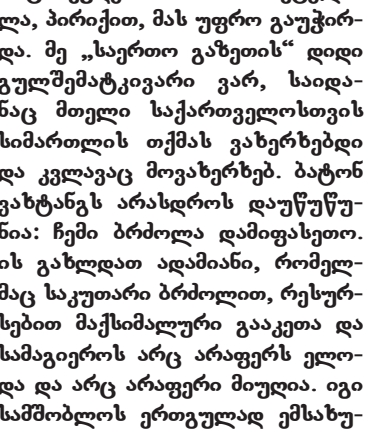 ლა, პირიქით, მას უფრო გაუჭირ-
და. მე „საერთო გაზეთის“ დიდი
გულშემატკივარი ვარ, საიდა-
ნაც მთელი საქართველოსთვის
სიმართლის თქმას ვახერხებდი
და კვლავაც მოვახერხებ. ბატონ
ვახტანგს არასდროს დაუწუწუ-
ნია: ჩემი ბრძოლა დამიფასეთო.
ის გახლდათ ადამიანი, რომელ-
მაც საკუთარი ბრძოლით, რესურ-
სებით მაქსიმალური გააკეთა და
სამაგიეროს არც არაფერს ელო-
და და არც არაფერი მიუღია. იგი
სამშობლოს ერთგულად ემსახუ-